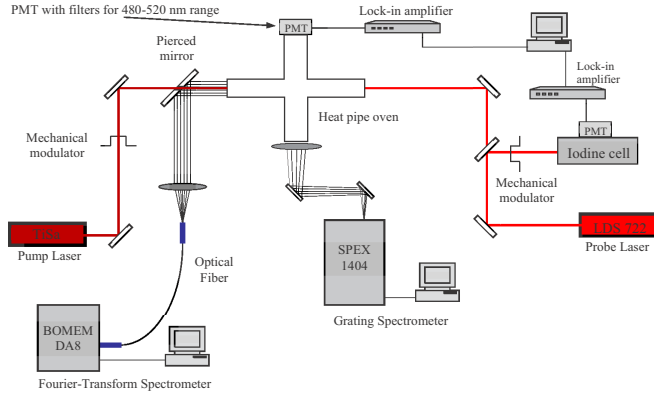 PMT with filters for 480-520 nm range
PMT
Lock-in amplifier
Pierced
mirror
Lock-in
amplifier
Heat pipe oven
PMT
Mechanical
modulator
Iodine cell
Mechanical
modulator
TiSa
Pump Laser
LDS 722
Probe Laser
Optical
Fiber
SPEX
1404
Grating Spectrometer
BOMEM
DA8
Fourier-Transform Spectrometer